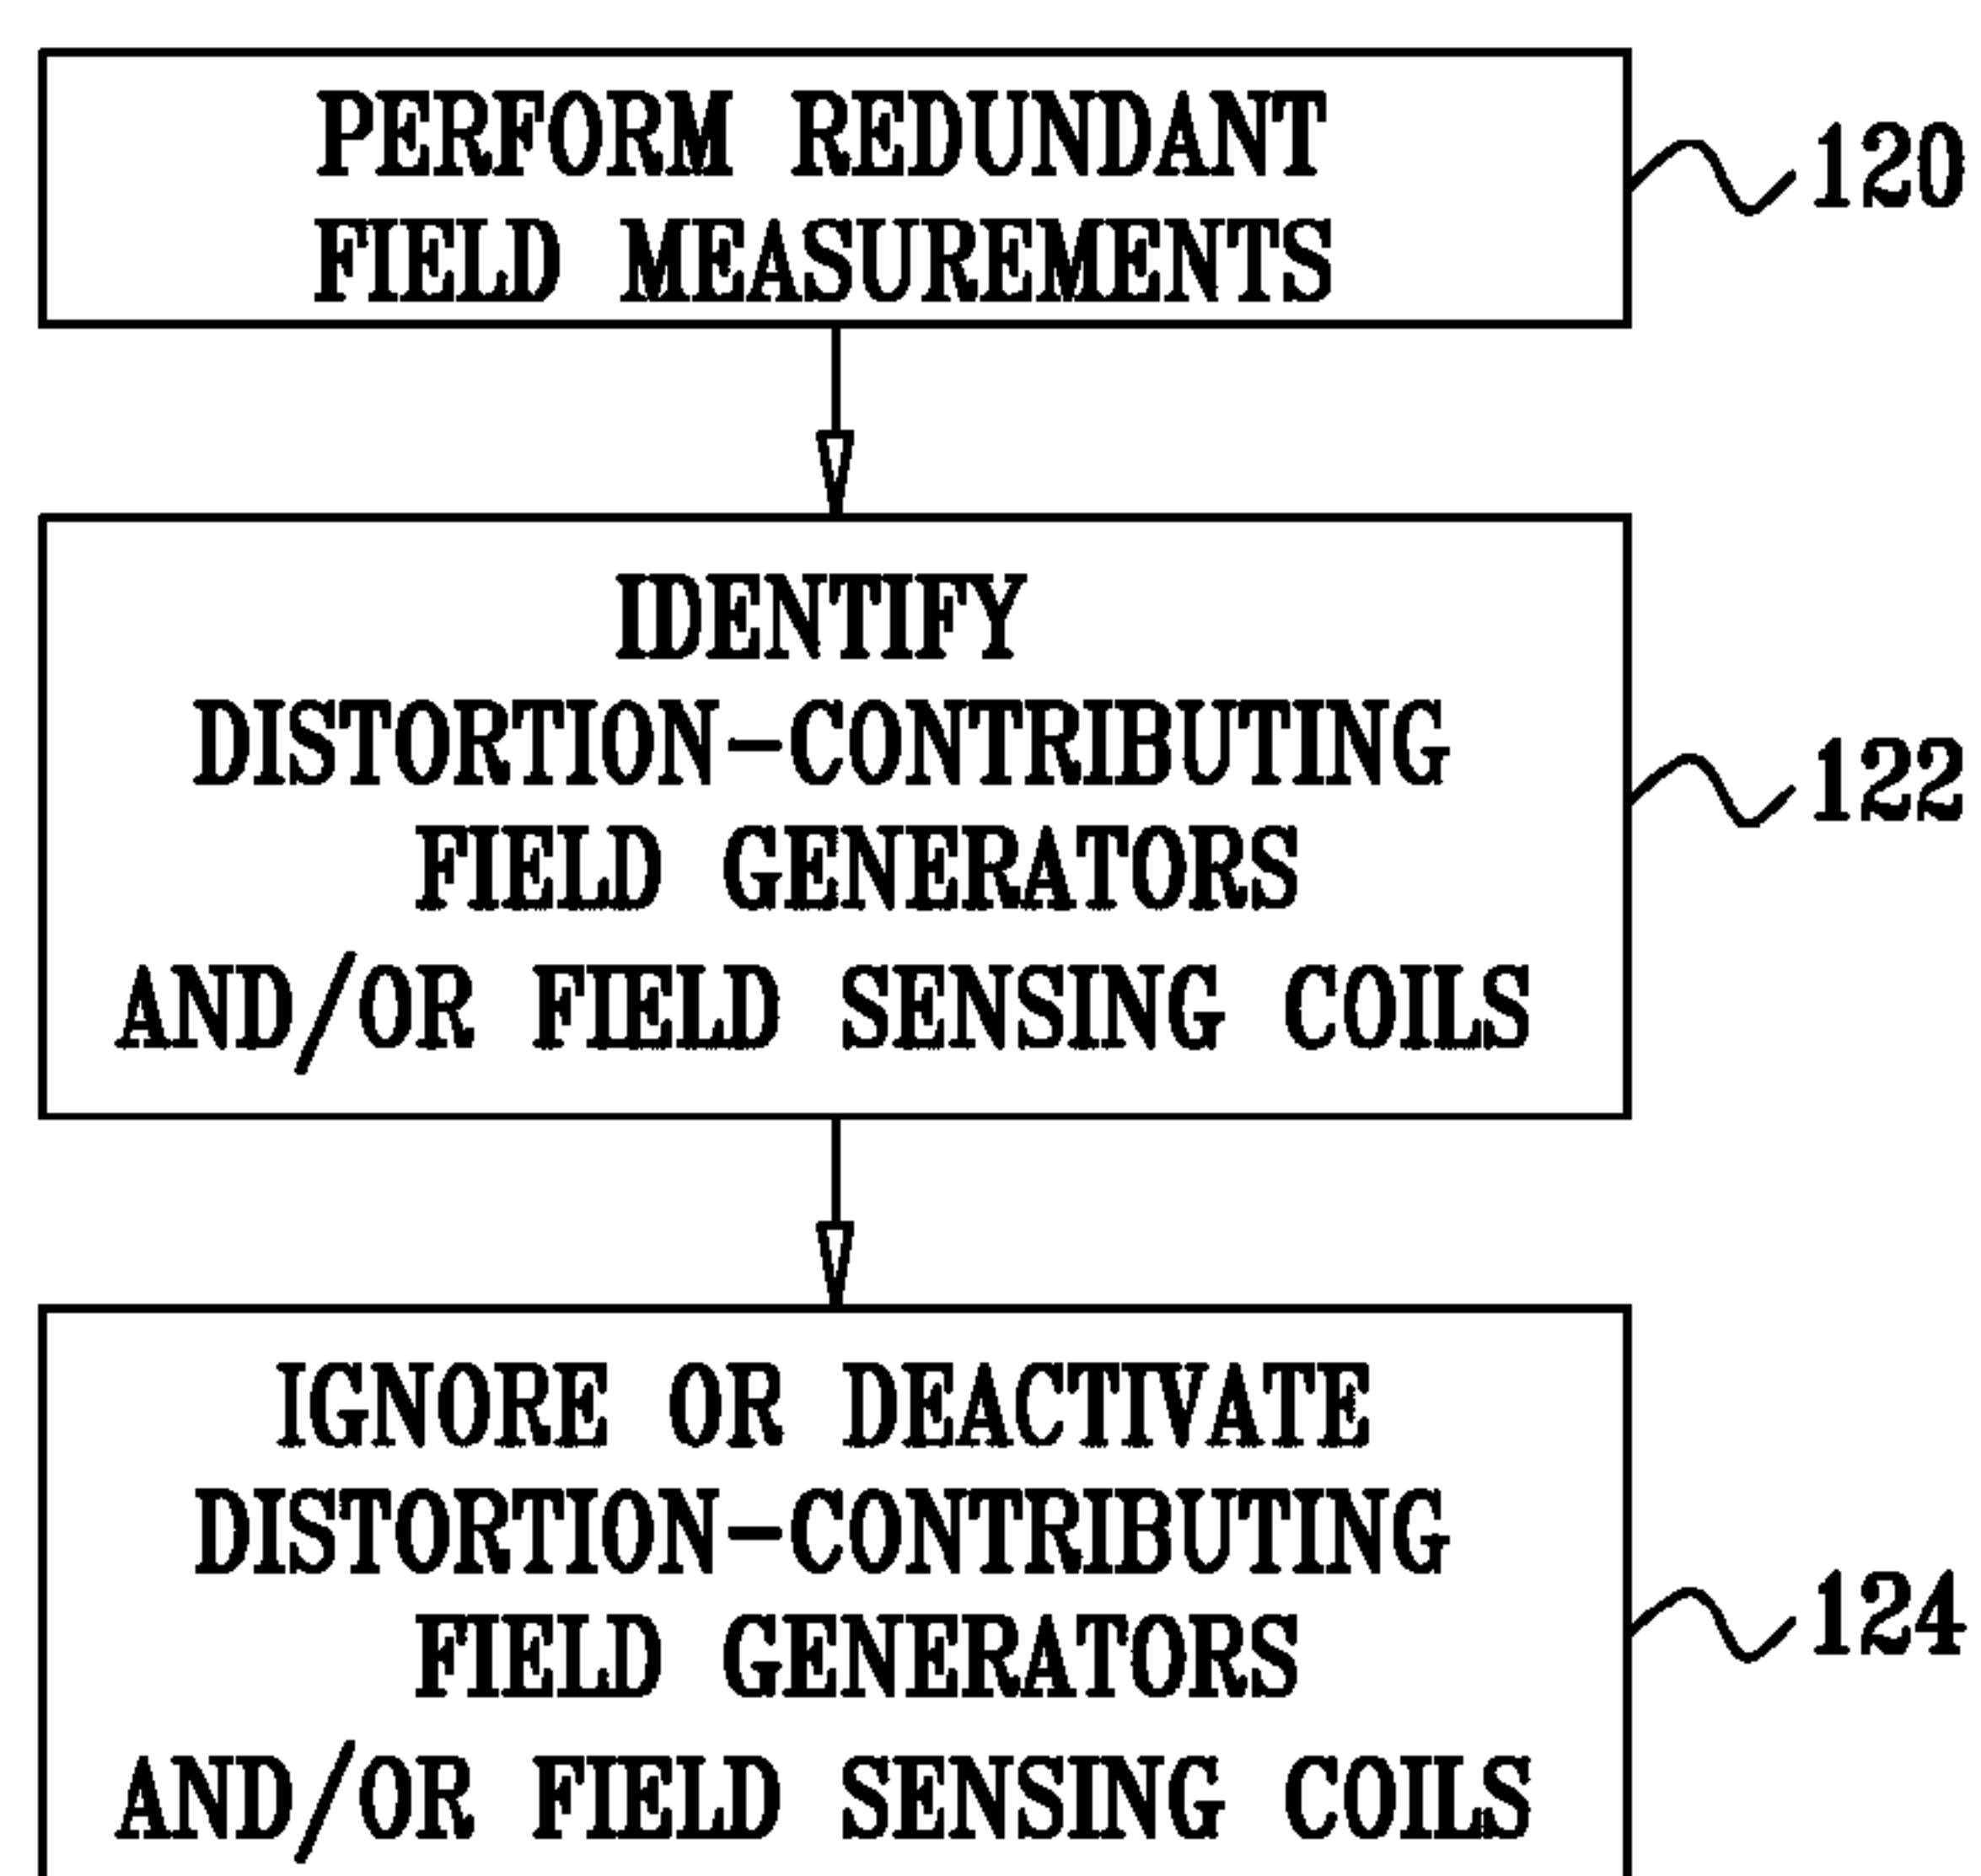 PERFORM REDUNDANT
FIELD MEASUREMENTS
120
IDENTIFY
DISTORTION-CONTRIBUTING
FIELD GENERATORS
AND/OR FIELD SENSING COILS
122
IGNORE OR DEACTIVATE
DISTORTION-CONTRIBUTING
FIELD GENERATORS
AND/OR FIELD SENSING COILS
124